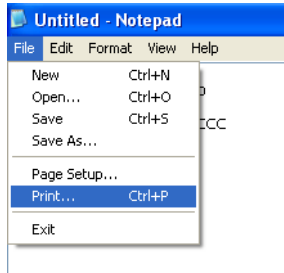 Untitled - Notepad
File Edit Format View Help
New Ctrl+N
Open... Ctrl+O
Save Ctrl+S
Save As...
Page Setup...
Print... Ctrl+P
Exit